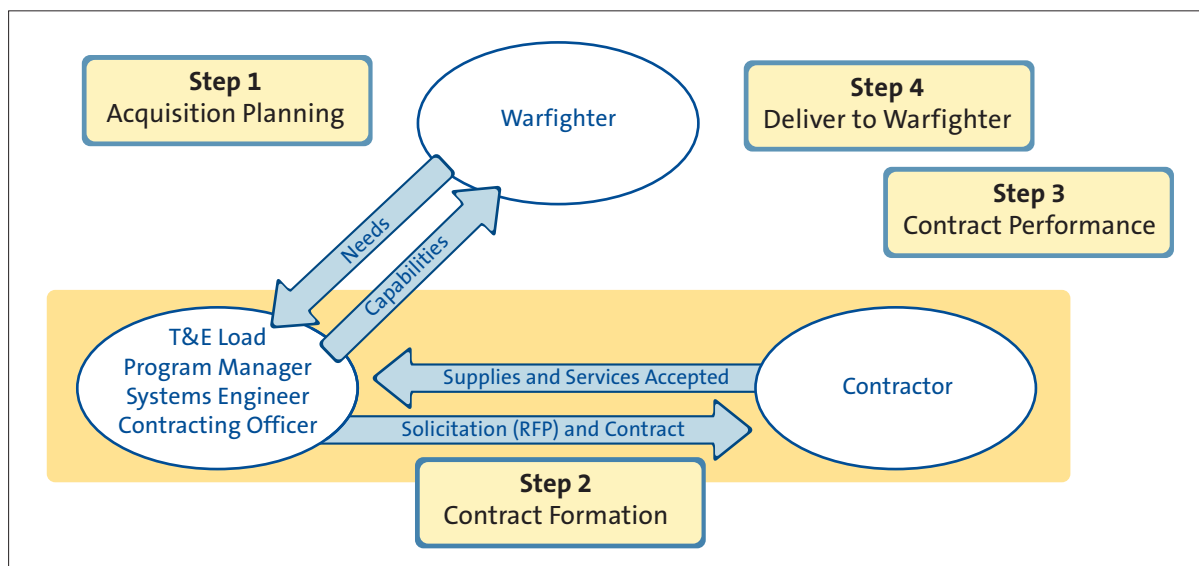 Step 1
Acquisition Planning
Warfighter
Step 4
Deliver to Warfighter
Step 3
Contract Performance
Needs
Capabilities
T&E Load
Program Manager
Systems Engineer
Contracting Officer
Supplies and Services Accepted
Solicitation (RFP) and Contract
Contractor
Step 2
Contract Formation